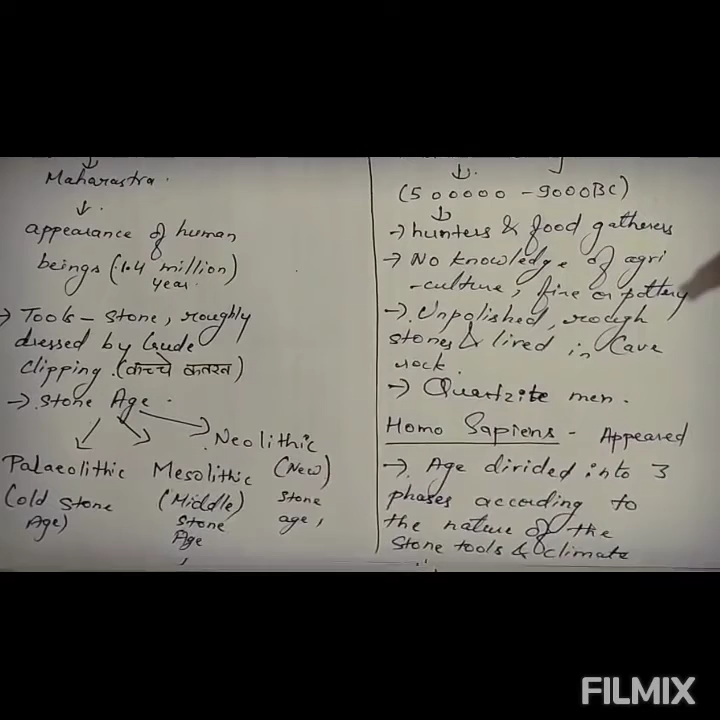 Maharastra.
appearance of human
beings (1.4 million
year.)
→ Tools - stone, roughly
dressed by Crude
clipping. (कच्चे कतरन)
→ Stone Age.
Neolithic
(New)
Stone
age,
Palaeolithic
(old stone
Age)
Mesolithic
(Middle)
Stone
Age
(500000 - 9000BC)
→ hunters & food gatherers
→ No knowledge of agri
-culture, fire or pottery
→ Unpolished, rough
stones & lived in Cave
rock.
→ Quartzite men.
Homo Sapiens - Appeared
→ Age divided into 3
phases according to
the nature of the
Stone tools & climate
FILMIX